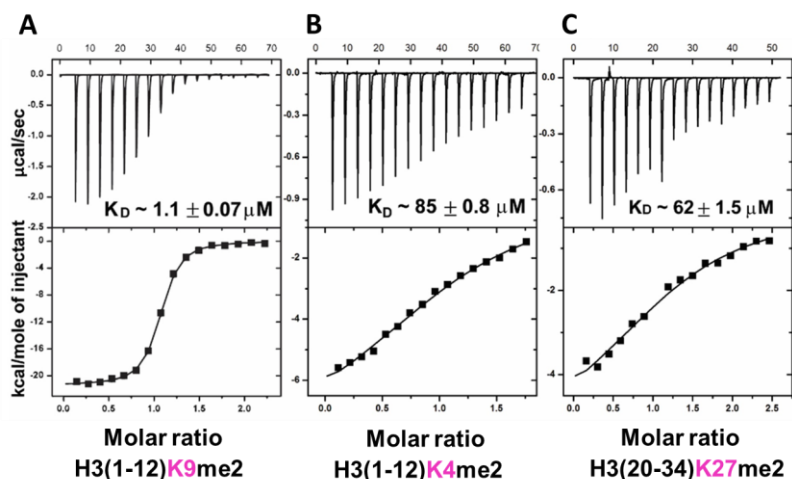 A
B
C
0 10 20 30 40 50 60 70
0 10 20 30 40 50 60 70
0 10 20 30 40 50
µcal/sec
0.0
-0.5
-1.0
-1.5
-2.0
-2.5
K_D ~ 1.1 ± 0.07 µM
0.0
-0.3
-0.6
-0.9
K_D ~ 85 ± 0.8 µM
0.0
-0.3
-0.6
K_D ~ 62 ± 1.5 µM
kcal/mole of injectant
0
-4
-8
-12
-16
-20
-2
-4
-6
-2
-4
0.0 0.5 1.0 1.5 2.0
0.0 0.5 1.0 1.5
0.0 0.5 1.0 1.5 2.0 2.5
Molar ratio
H3(1-12)K9me2
Molar ratio
H3(1-12)K4me2
Molar ratio
H3(20-34)K27me2